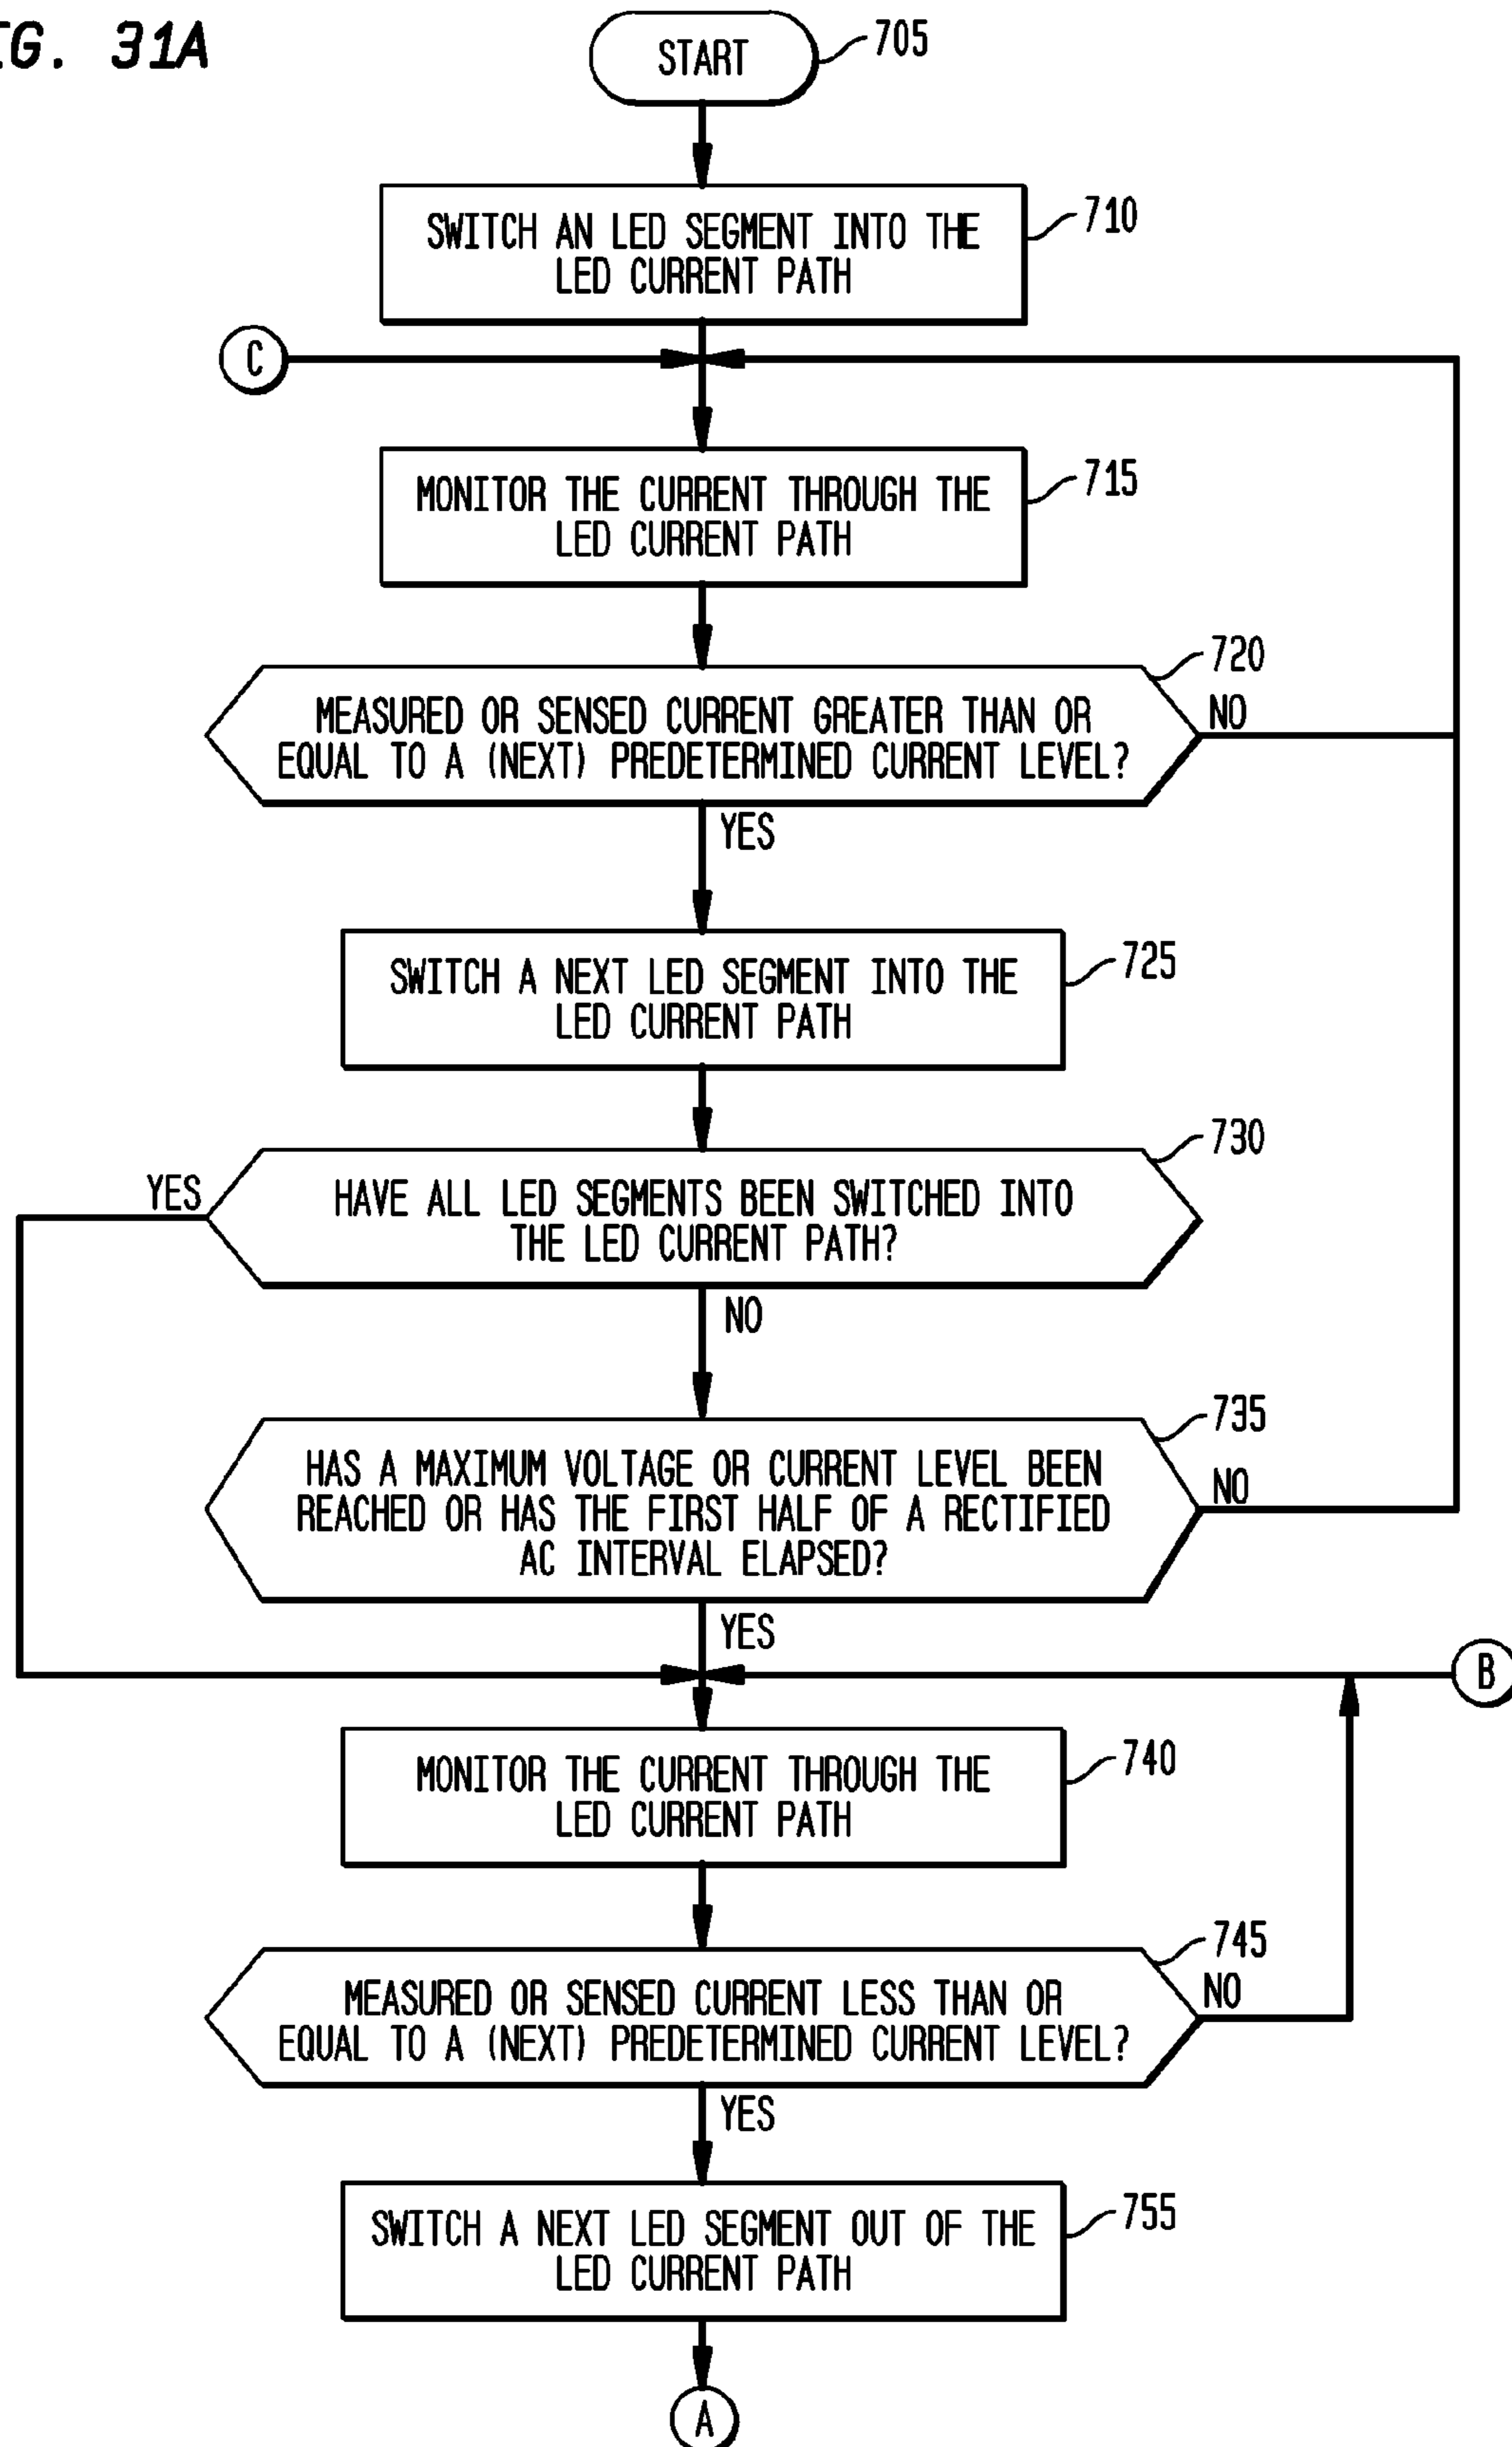 IG. 31A
START
705
SWITCH AN LED SEGMENT INTO THE
LED CURRENT PATH
710
C
MONITOR THE CURRENT THROUGH THE
LED CURRENT PATH
715
720
MEASURED OR SENSED CURRENT GREATER THAN OR
EQUAL TO A (NEXT) PREDETERMINED CURRENT LEVEL?
NO
YES
SWITCH A NEXT LED SEGMENT INTO THE
LED CURRENT PATH
725
730
YES
HAVE ALL LED SEGMENTS BEEN SWITCHED INTO
THE LED CURRENT PATH?
NO
735
HAS A MAXIMUM VOLTAGE OR CURRENT LEVEL BEEN
REACHED OR HAS THE FIRST HALF OF A RECTIFIED
AC INTERVAL ELAPSED?
NO
YES
B
MONITOR THE CURRENT THROUGH THE
LED CURRENT PATH
740
745
MEASURED OR SENSED CURRENT LESS THAN OR
EQUAL TO A (NEXT) PREDETERMINED CURRENT LEVEL?
NO
YES
SWITCH A NEXT LED SEGMENT OUT OF THE
LED CURRENT PATH
755
A